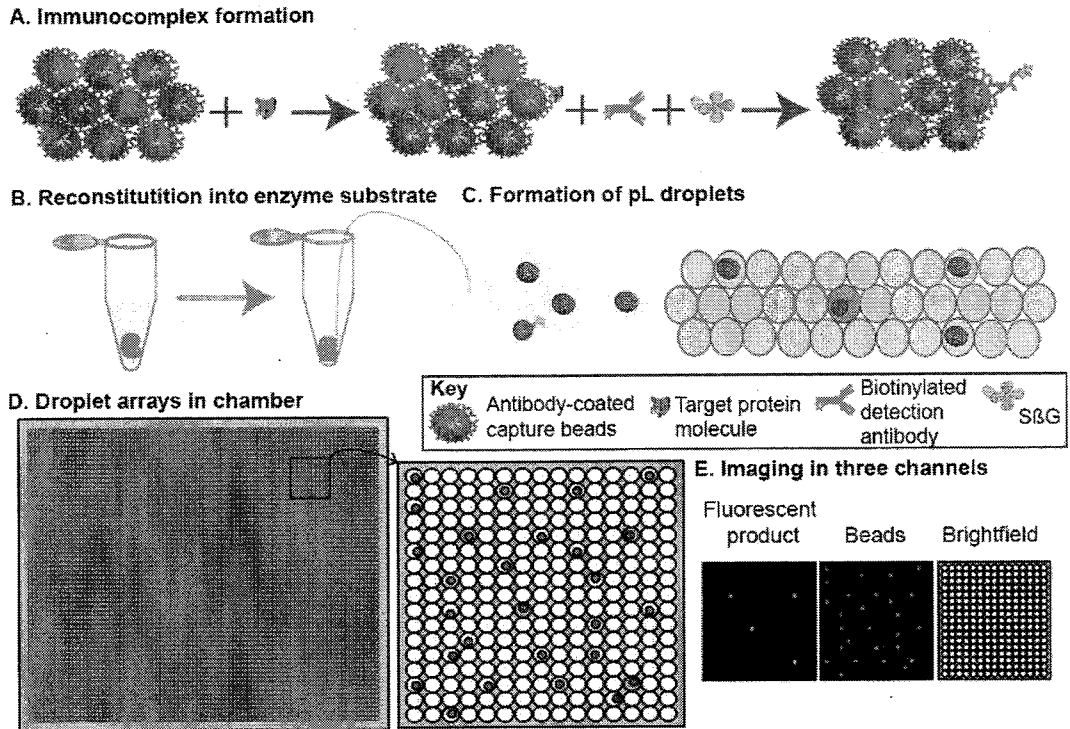 A. Immunocomplex formation
B. Reconstitutition into enzyme substrate
C. Formation of pL droplets
Key
Antibody-coated
capture beads
Target protein
molecule
Biotinylated
detection
antibody
SßG
D. Droplet arrays in chamber
E. Imaging in three channels
Fluorescent
product
Beads
Brightfield